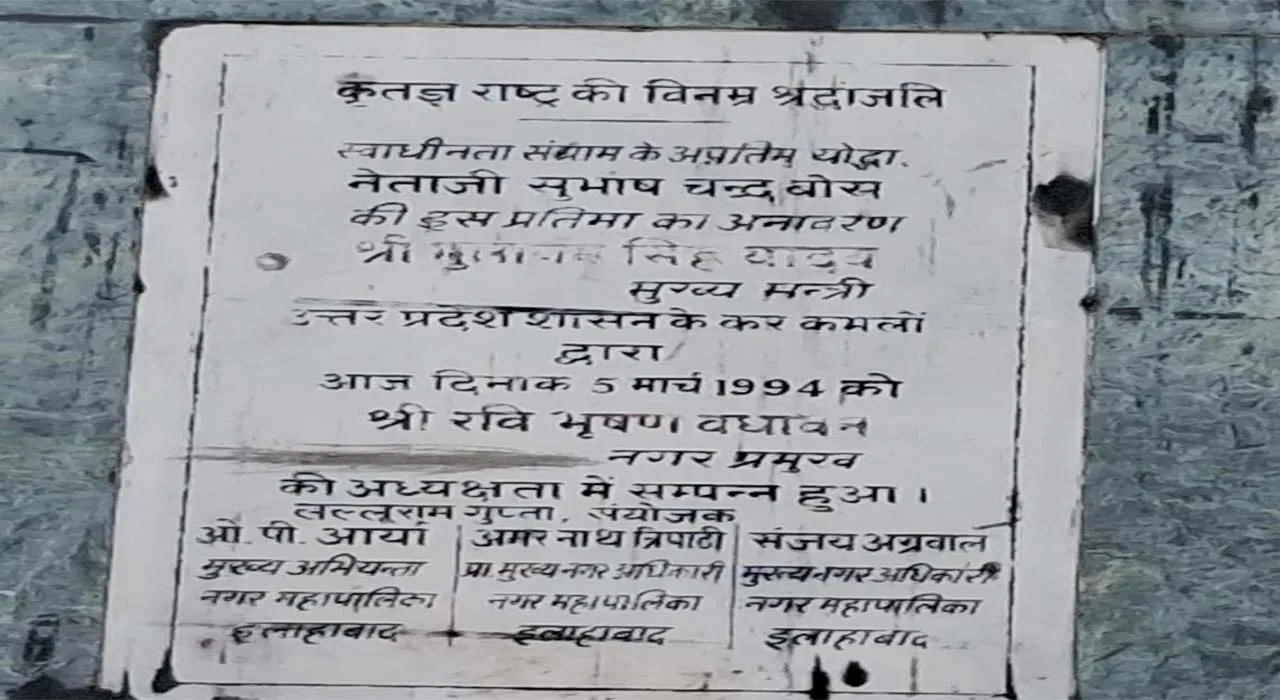 कृतज्ञ राष्ट्र की विनम्र श्रद्धांजलि
स्वाधीनता संग्राम के अप्रतिम योद्धा.
नेताजी सुभाष चन्द्र बोस
की इस प्रतिमा का अनावरण
श्री मुलायम सिंह यादव
मुख्य मन्त्री
उत्तर प्रदेश शासन के कर कमलों
द्वारा
आज दिनाक 5 मार्च 1994 को
श्री रवि भूषण वधावन
नगर प्रमुख
की अध्यक्षता में सम्पन्न हुआ।
लल्लूराम गुप्ता, संयोजक
ओ. पी. आर्या
मुख्य अभियन्ता
नगर महापालिका
इलाहाबाद
अमर नाथ त्रिपाठी
प्रा. मुख्य नगर अधिकारी
नगर महापालिका
इलाहाबाद
संजय अग्रवाल
मुख्य नगर अधिकारी
नगर महापालिका
इलाहाबाद